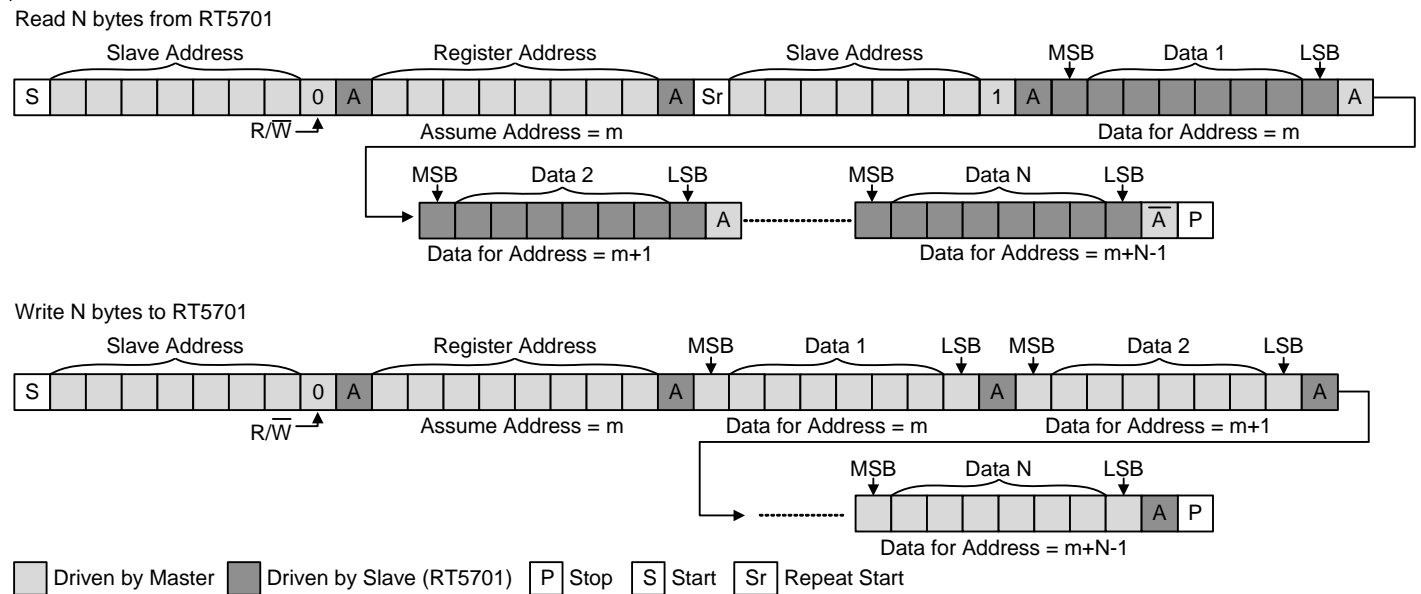 Read N bytes from RT5701
Slave Address Register Address Slave Address MSB Data 1 LSB
S 0 A A Sr 1 A A
R/W̅ Assume Address = m Data for Address = m
MSB Data 2 LSB MSB Data N LSB
A A̅ P
Data for Address = m+1 Data for Address = m+N-1
Write N bytes to RT5701
Slave Address Register Address MSB Data 1 LSB MSB Data 2 LSB
S 0 A A A A
R/W̅ Assume Address = m Data for Address = m Data for Address = m+1
MSB Data N LSB
A P
Data for Address = m+N-1
Driven by Master Driven by Slave (RT5701) P Stop S Start Sr Repeat Start